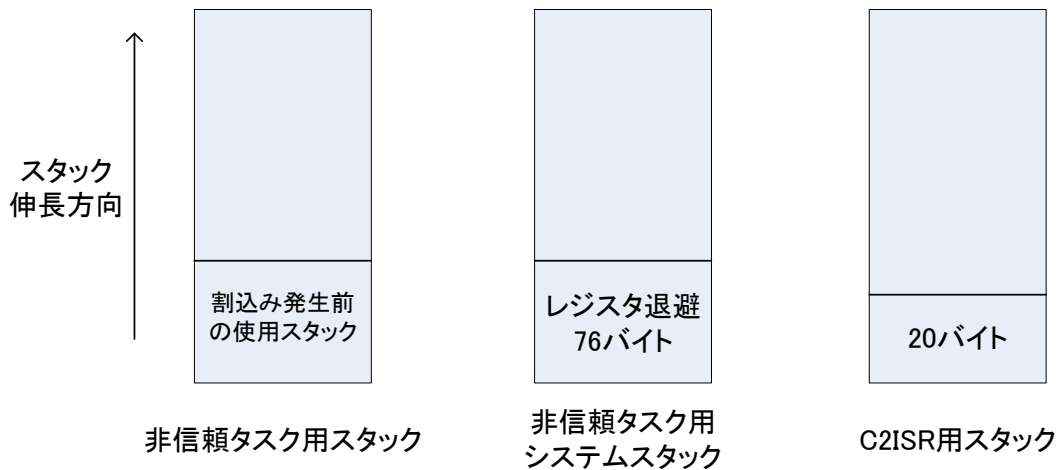 スタック
伸長方向
割込み発生前
の使用スタック
レジスタ退避
76バイト
20バイト
非信頼タスク用スタック
非信頼タスク用
システムスタック
C2ISR用スタック